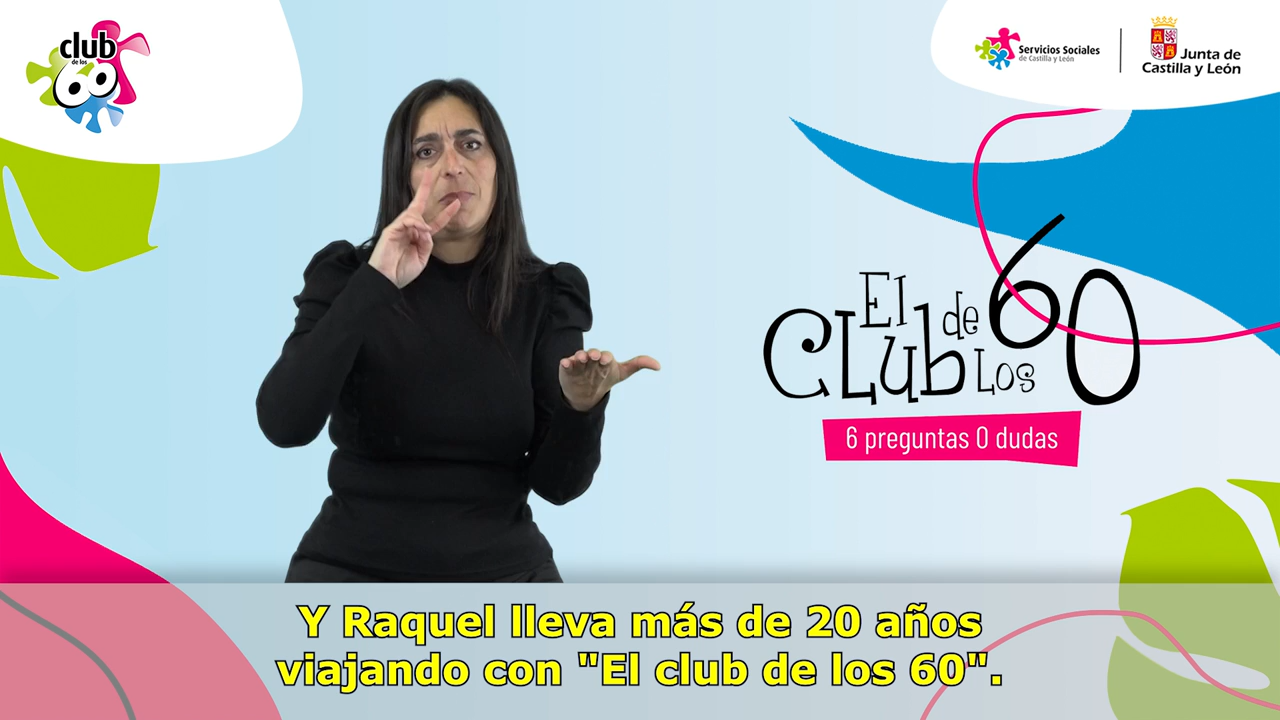 club
de los
60
Servicios Sociales
de Castilla y León
Junta de
Castilla y León
El
Club de
Los 60
6 preguntas 0 dudas
Y Raquel lleva más de 20 años
viajando con "El club de los 60".